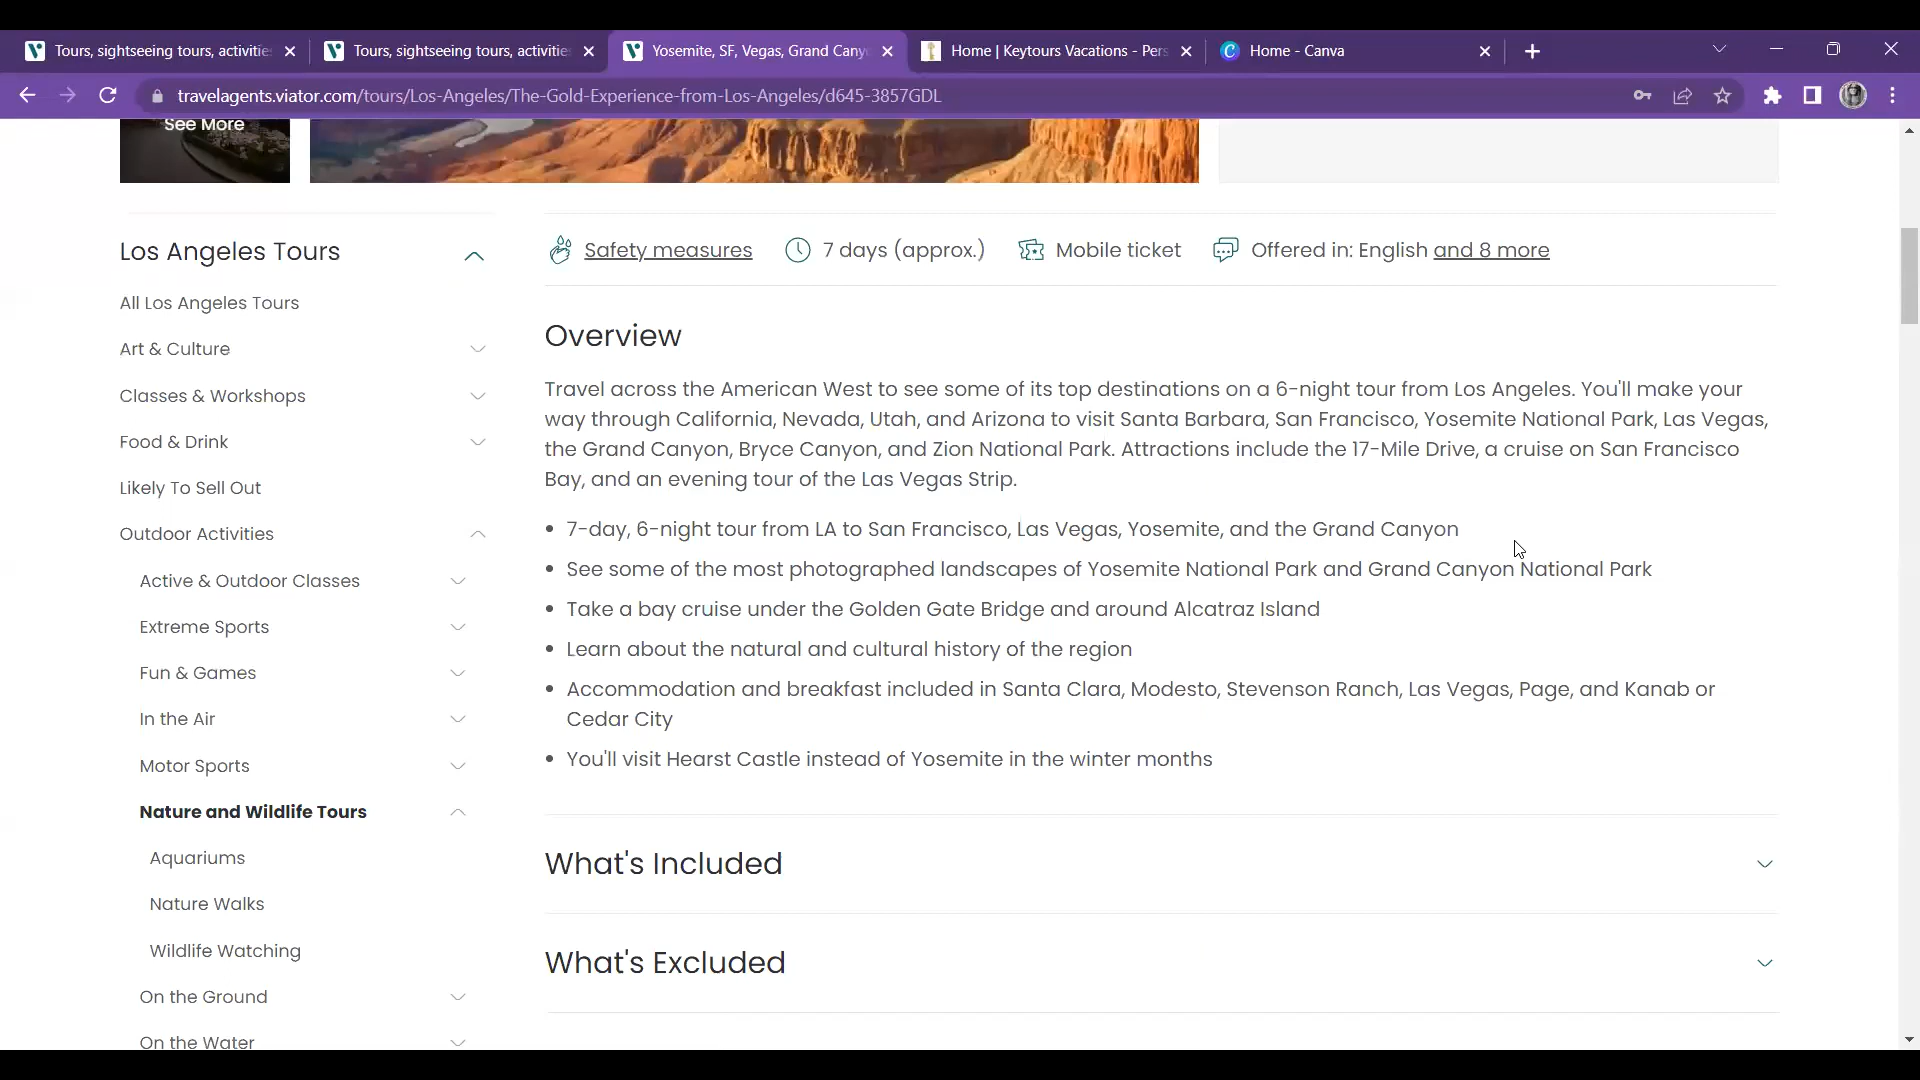 Tours, sightseeing tours, activitie
Tours, sightseeing tours, activitie
Yosemite, SF, Vegas, Grand Cany
Home | Keytours Vacations - Pers
Home - Canva
travelagents.viator.com/tours/Los-Angeles/The-Gold-Experience-from-Los-Angeles/d645-3857GDL
See More
Los Angeles Tours
All Los Angeles Tours
Art & Culture
Classes & Workshops
Food & Drink
Likely To Sell Out
Outdoor Activities
Active & Outdoor Classes
Extreme Sports
Fun & Games
In the Air
Motor Sports
Nature and Wildlife Tours
Aquariums
Nature Walks
Wildlife Watching
On the Ground
On the Water
Safety measures
7 days (approx.)
Mobile ticket
Offered in: English and 8 more
Overview
Travel across the American West to see some of its top destinations on a 6-night tour from Los Angeles. You'll make your
way through California, Nevada, Utah, and Arizona to visit Santa Barbara, San Francisco, Yosemite National Park, Las Vegas,
the Grand Canyon, Bryce Canyon, and Zion National Park. Attractions include the 17-Mile Drive, a cruise on San Francisco
Bay, and an evening tour of the Las Vegas Strip.
• 7-day, 6-night tour from LA to San Francisco, Las Vegas, Yosemite, and the Grand Canyon
• See some of the most photographed landscapes of Yosemite National Park and Grand Canyon National Park
• Take a bay cruise under the Golden Gate Bridge and around Alcatraz Island
• Learn about the natural and cultural history of the region
• Accommodation and breakfast included in Santa Clara, Modesto, Stevenson Ranch, Las Vegas, Page, and Kanab or
Cedar City
• You'll visit Hearst Castle instead of Yosemite in the winter months
What's Included
What's Excluded